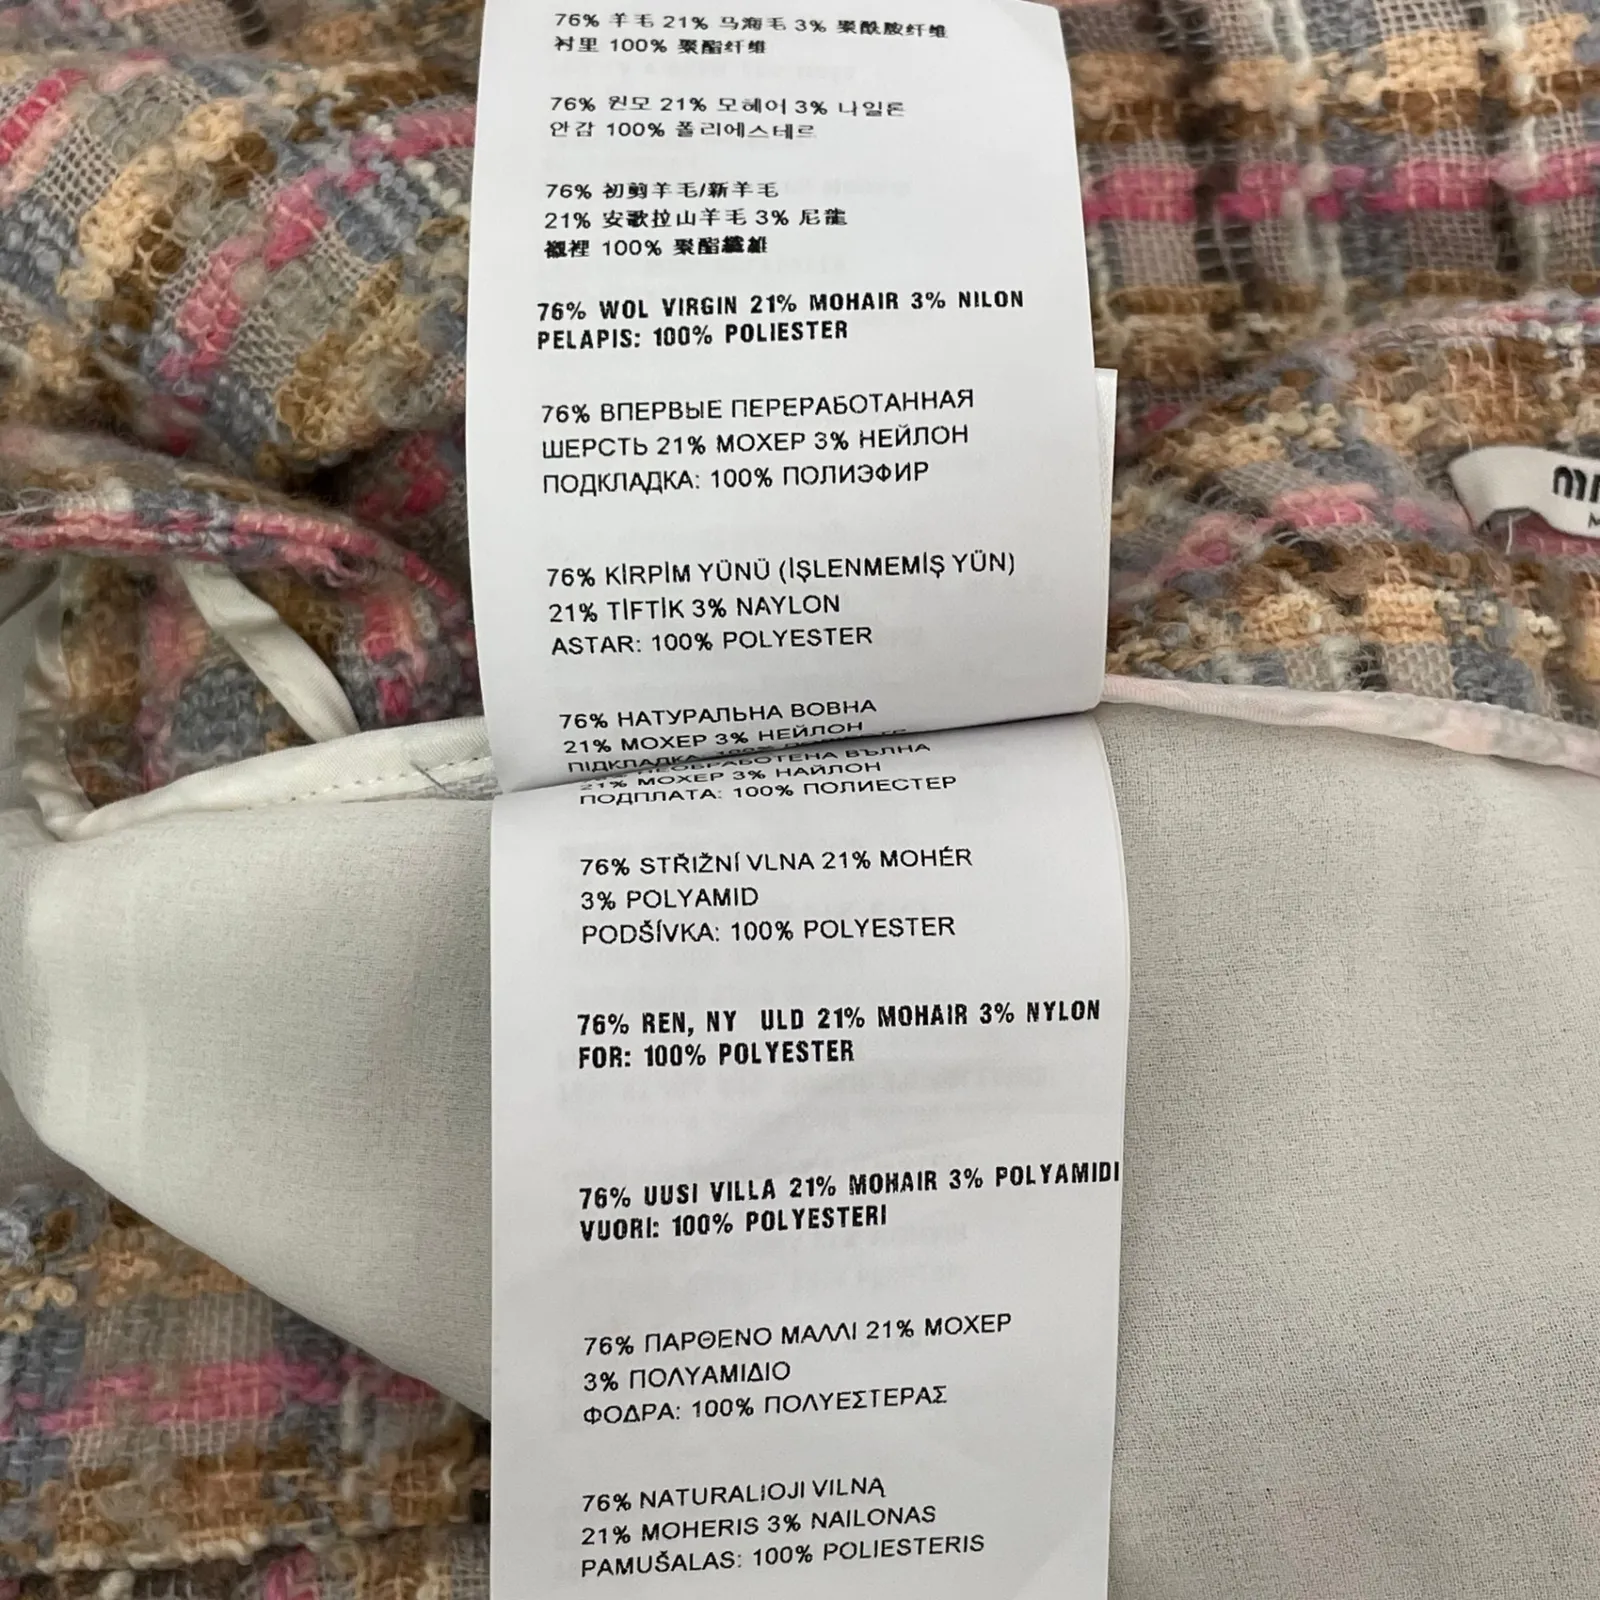 76% 羊毛 21% 马海毛 3% 聚酰胺纤维
衬里 100% 聚酯纤维
76% 원모 21% 모헤어 3% 나일론
안감 100% 폴리에스테르
76% 初剪羊毛/新羊毛
21% 安歌拉山羊毛 3% 尼龍
襯裡 100% 聚酯纖維
76% WOL VIRGIN 21% MOHAIR 3% NILON
PELAPIS: 100% POLIESTER
76% ВПЕРВЫЕ ПЕРЕРАБОТАННАЯ
ШЕРСТЬ 21% МОХЕР 3% НЕЙЛОН
ПОДКЛАДКА: 100% ПОЛИЭФИР
76% KİRPİM YÜNÜ (İŞLENMEMİŞ YÜN)
21% TİFTİK 3% NAYLON
ASTAR: 100% POLYESTER
76% НАТУРАЛЬНА ВОВНА
21% МОХЕР 3% НЕЙЛОН
ПІДКЛАДКА: 100%
НЕОБРАБОТЕНА ВЪЛНА
21% МОХЕР 3% НАЙЛОН
ПОДПЛАТА: 100% ПОЛИЕСТЕР
76% STŘIŽNÍ VLNA 21% MOHÉR
3% POLYAMID
PODŠÍVKA: 100% POLYESTER
76% REN, NY ULD 21% MOHAIR 3% NYLON
FOR: 100% POLYESTER
76% UUSI VILLA 21% MOHAIR 3% POLYAMIDI
VUORI: 100% POLYESTERI
76% ΠΑΡΘΕΝΟ ΜΑΛΛΙ 21% ΜΟΧΕΡ
3% ΠΟΛΥΑΜΙΔΙΟ
ΦΟΔΡΑ: 100% ΠΟΛΥΕΣΤΕΡΑΣ
76% NATURALIOJI VILNĄ
21% MOHERIS 3% NAILONAS
PAMUŠALAS: 100% POLIESTERIS